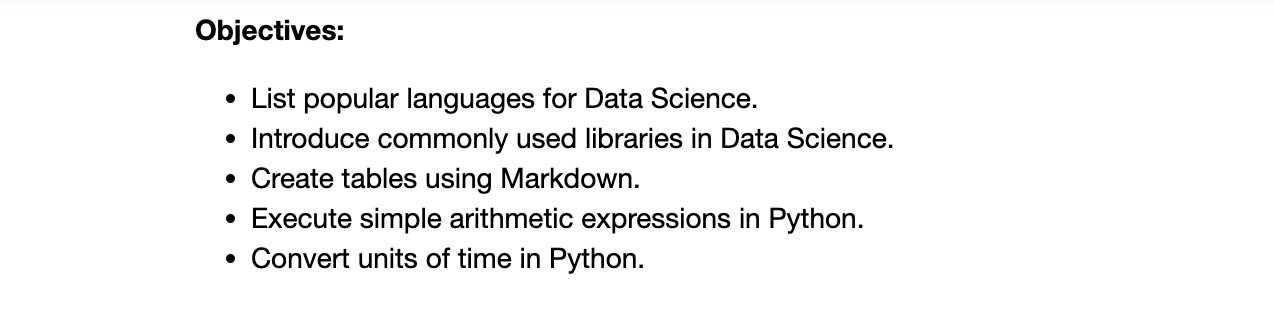 Objectives:
• List popular languages for Data Science.
• Introduce commonly used libraries in Data Science.
• Create tables using Markdown.
• Execute simple arithmetic expressions in Python.
• Convert units of time in Python.